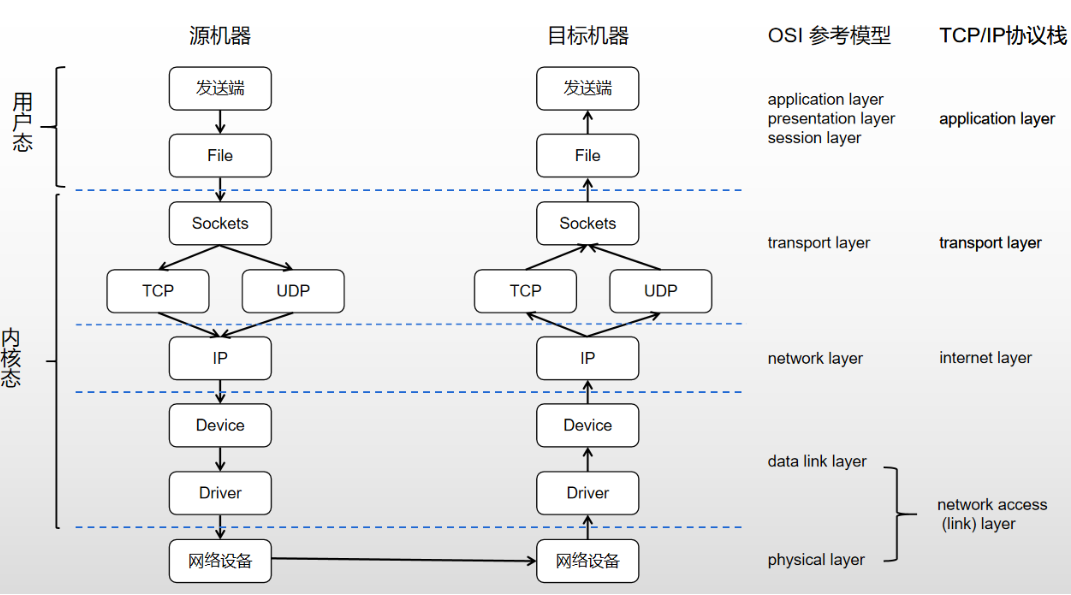 源机器 目标机器 OSI 参考模型 TCP/IP协议栈
用户态
发送端 发送端
application layer
presentation layer application layer
session layer
File File
Sockets Sockets
transport layer transport layer
TCP UDP TCP UDP
内核态
IP IP network layer internet layer
Device Device
data link layer
Driver Driver
network access
(link) layer
网络设备 网络设备 physical layer